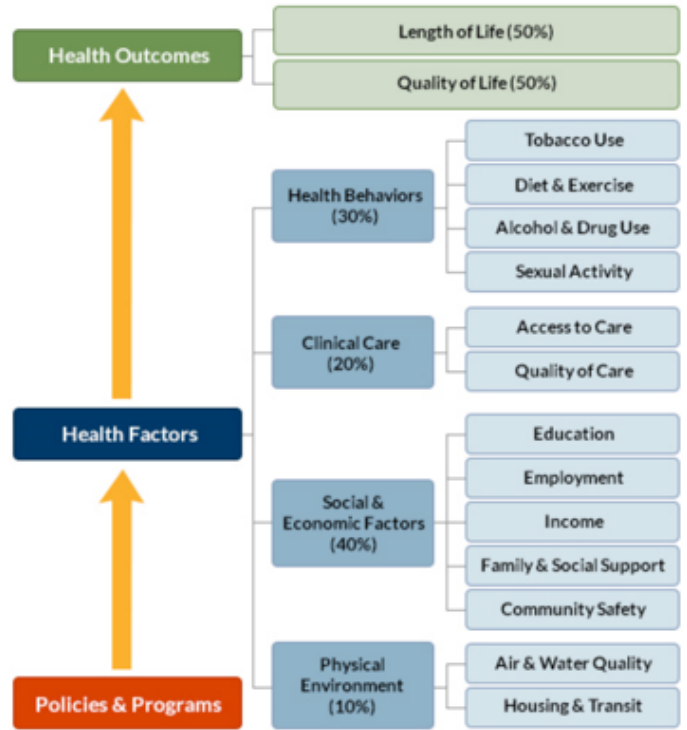 Health Outcomes
Length of Life (50%)
Quality of Life (50%)
Health Factors
Health Behaviors
(30%)
Tobacco Use
Diet & Exercise
Alcohol & Drug Use
Sexual Activity
Clinical Care
(20%)
Access to Care
Quality of Care
Social &
Economic Factors
(40%)
Education
Employment
Income
Family & Social Support
Community Safety
Physical
Environment
(10%)
Air & Water Quality
Housing & Transit
Policies & Programs